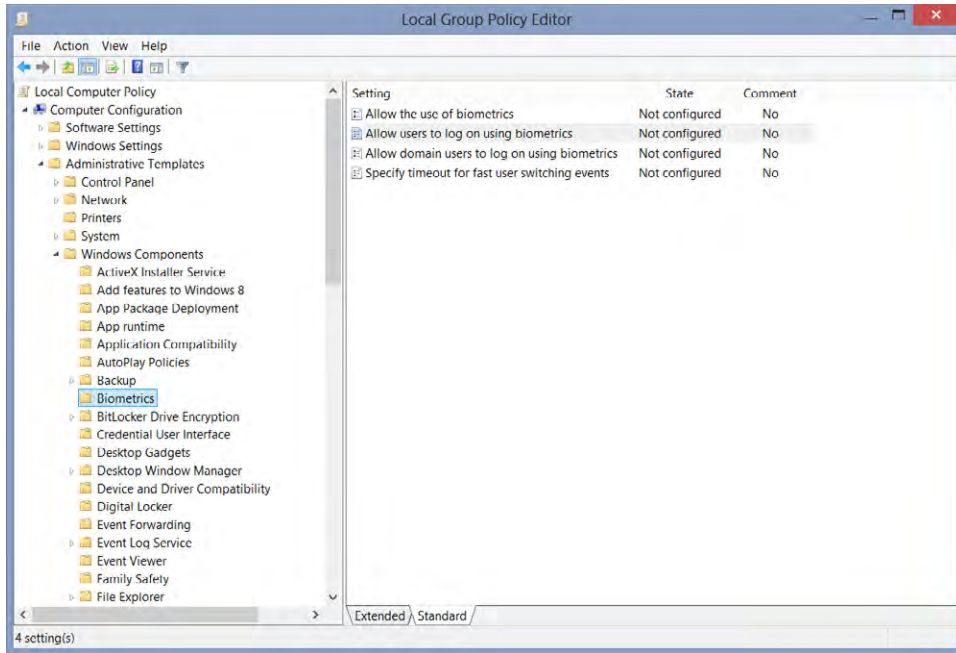 Local Group Policy Editor
File Action View Help
Local Computer Policy
Computer Configuration
Software Settings
Windows Settings
Administrative Templates
Control Panel
Network
Printers
System
Windows Components
ActiveX Installer Service
Add features to Windows 8
App Package Deployment
App runtime
Application Compatibility
AutoPlay Policies
Backup
Biometrics
BitLocker Drive Encryption
Credential User Interface
Desktop Gadgets
Desktop Window Manager
Device and Driver Compatibility
Digital Locker
Event Forwarding
Event Log Service
Event Viewer
Family Safety
File Explorer
Setting State Comment
Allow the use of biometrics Not configured No
Allow users to log on using biometrics Not configured No
Allow domain users to log on using biometrics Not configured No
Specify timeout for fast user switching events Not configured No
Extended Standard
4 setting(s)